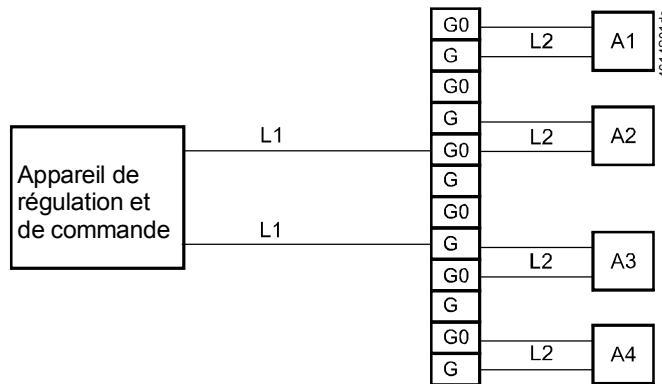 G0
L2
A1
G
G0
G
L1
L2
A2
G0
Appareil de
régulation et
de commande
G
G0
L1
G
L2
A3
G0
G
G0
L2
A4
G